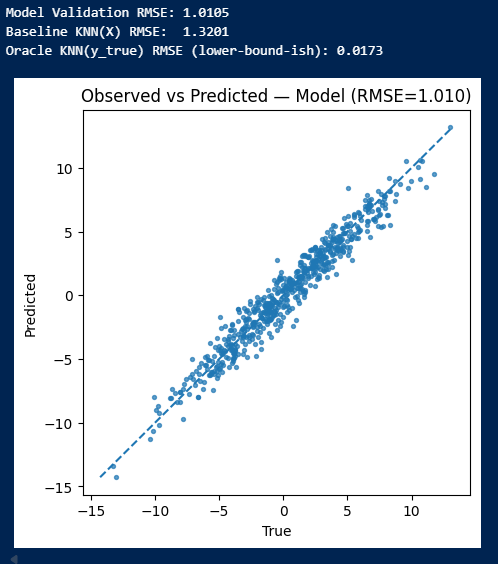 Model Validation RMSE: 1.0105
Baseline KNN(X) RMSE:  1.3201
Oracle KNN(y_true) RMSE (lower-bound-ish): 0.0173
Observed vs Predicted — Model (RMSE=1.010)
10
5
0
−5
−10
−15
Predicted
−15
−10
−5
0
5
10
True